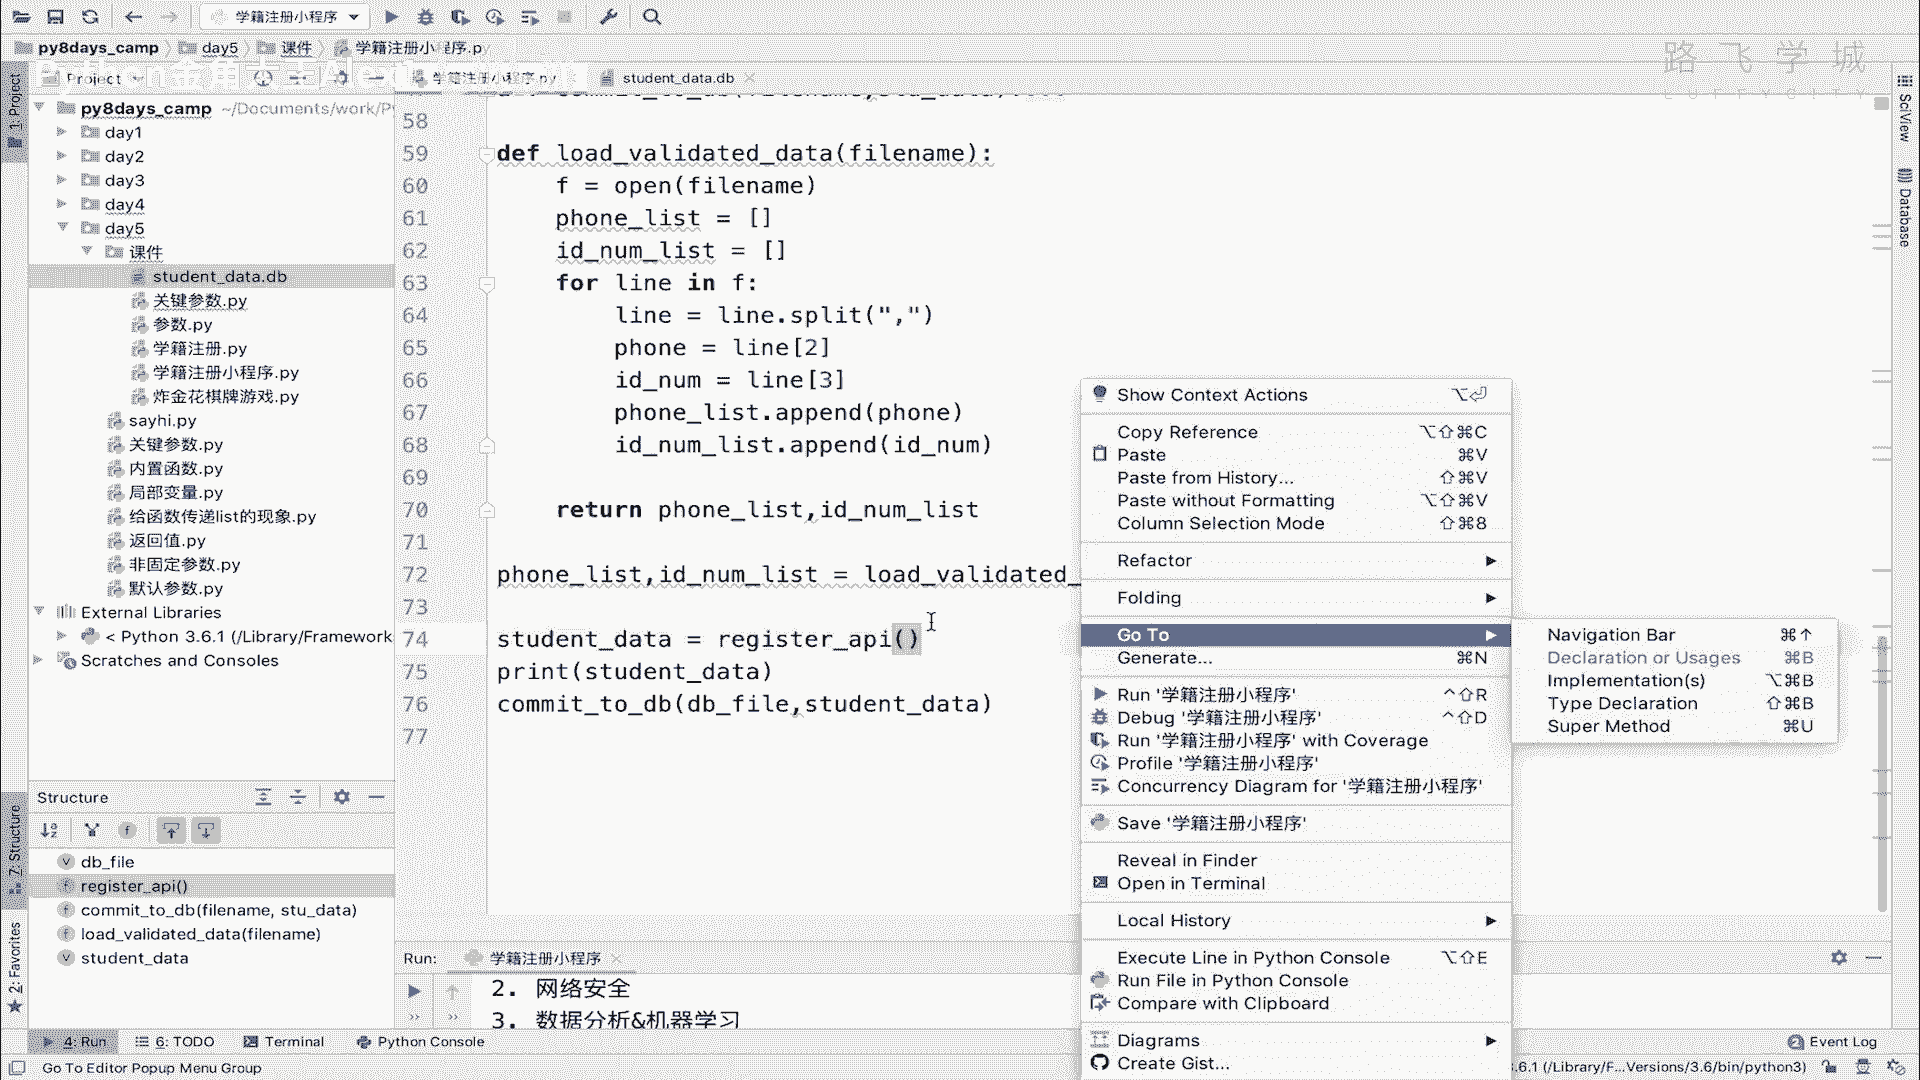 学籍注册小程序
py8days_camp
day5
课件
学籍注册小程序.py
路飞学城
LUFFYCITY
Project
学籍注册小程序.py
student_data.db
1: Project
py8days_camp ~/Documents/work/Py
day1
day2
day3
day4
day5
课件
student_data.db
关键参数.py
参数.py
学籍注册.py
学籍注册小程序.py
炸金花棋牌游戏.py
sayhi.py
关键参数.py
内置函数.py
局部变量.py
给函数传递list的现象.py
返回值.py
非固定参数.py
默认参数.py
External Libraries
< Python 3.6.1 (/Library/Framework
Scratches and Consoles
58
59 def load_validated_data(filename):
60 f = open(filename)
61 phone_list = []
62 id_num_list = []
63 for line in f:
64 line = line.split(",")
65 phone = line[2]
66 id_num = line[3]
67 phone_list.append(phone)
68 id_num_list.append(id_num)
69
70 return phone_list,id_num_list
71
72 phone_list,id_num_list = load_validated_
73
74 student_data = register_api()
75 print(student_data)
76 commit_to_db(db_file,student_data)
77
Show Context Actions ⌥⏎
Copy Reference ⌥⇧⌘C
Paste ⌘V
Paste from History... ⇧⌘V
Paste without Formatting ⌥⇧⌘V
Column Selection Mode ⇧⌘8
Refactor
Folding
Go To
Generate... ⌘N
Run '学籍注册小程序' ^⇧R
Debug '学籍注册小程序' ^⇧D
Run '学籍注册小程序' with Coverage
Profile '学籍注册小程序'
Concurrency Diagram for '学籍注册小程序'
Save '学籍注册小程序'
Reveal in Finder
Open in Terminal
Local History
Execute Line in Python Console ⌥⇧E
Run File in Python Console
Compare with Clipboard
Diagrams
Create Gist...
Navigation Bar ⌘↑
Declaration or Usages ⌘B
Implementation(s) ⌥⌘B
Type Declaration ⇧⌘B
Super Method ⌘U
SciView
Database
7: Structure
2: Favorites
Structure
db_file
register_api()
commit_to_db(filename, stu_data)
load_validated_data(filename)
student_data
Run: 学籍注册小程序
2. 网络安全
3. 数据分析&机器学习
4: Run
6: TODO
Terminal
Python Console
Event Log
Go To Editor Popup Menu Group
.6.1 (/Library/F...Versions/3.6/bin/python3)